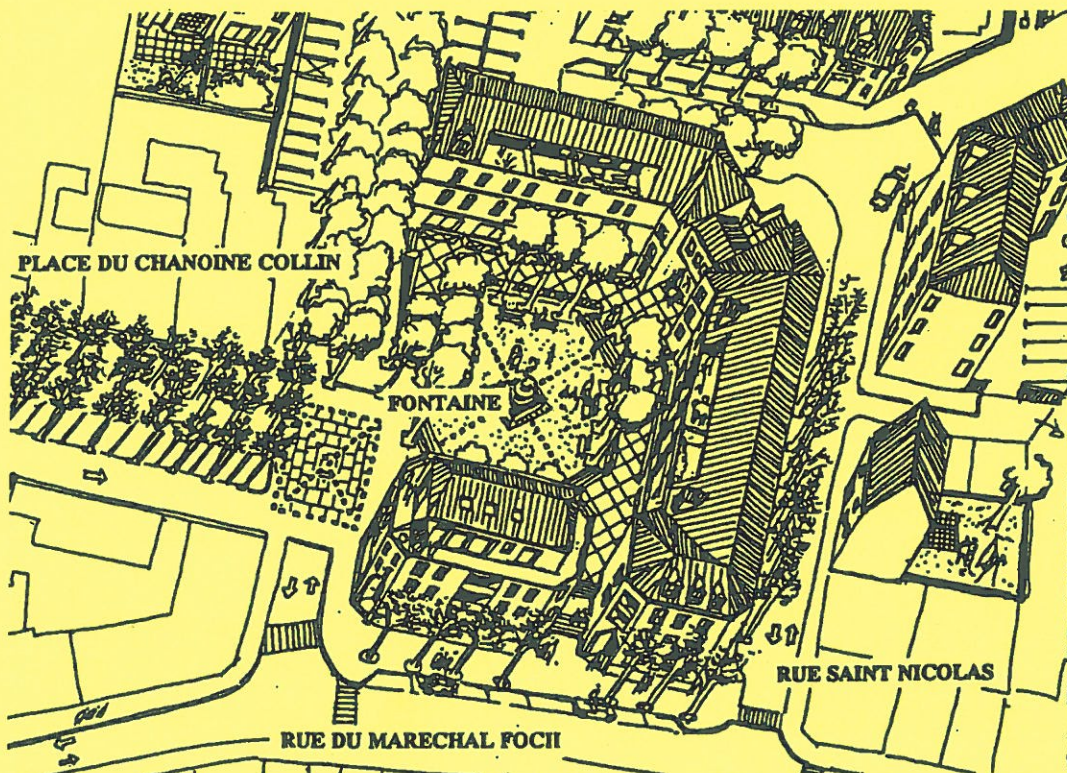 PLACE DU CHANOINE COLLIN
FONTAINE
RUE SAINT NICOLAS
RUE DU MARECHAL FOCH